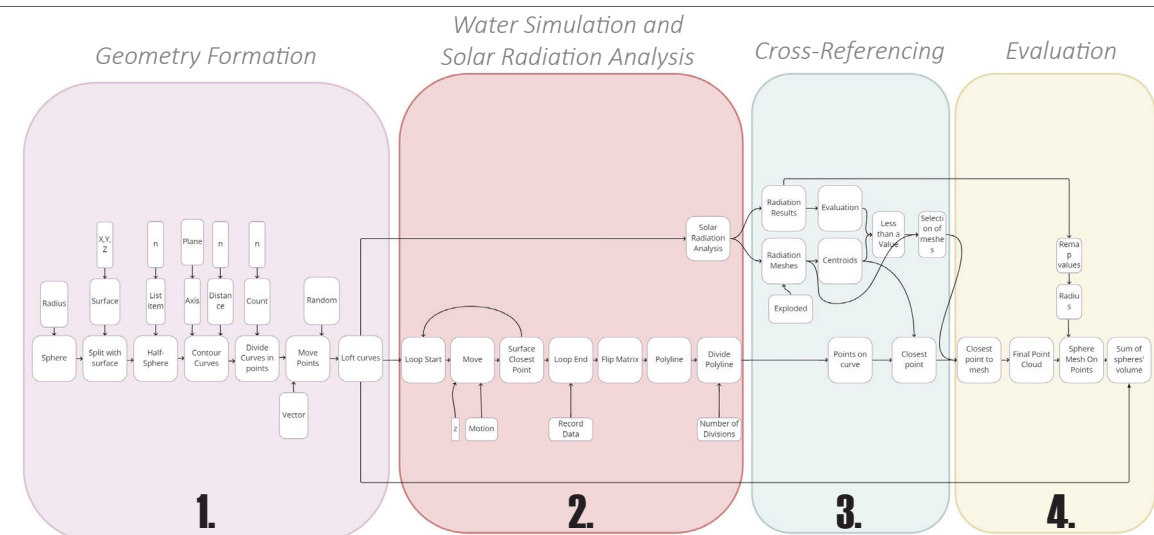 Geometry Formation
Water Simulation and
Solar Radiation Analysis
Cross-Referencing
Evaluation
X,Y,
Z
n
Plane
n
n
Radius
Surface
List
item
Axis
Distan
ce
Count
Random
Sphere
Split with
surface
Half-
Sphere
Contour
Curves
Divide
Curves in
points
Move
Points
Loft curves
Vector
1.
Solar
Radiation
Analysis
Loop Start
Move
Surface
Closest
Point
Loop End
Flip Matrix
Polyline
Divide
Polyline
z
Motion
Record
Data
Number of
Divisions
2.
Radiation
Results
Evaluation
Less
than a
Value
Selecti
on of
meshe
s
Radiation
Meshes
Centroids
Exploded
Points on
curve
Closest
point
3.
Rema
p
values
Radiu
s
Closest
point to
mesh
Final Point
Cloud
Sphere
Mesh On
Points
Sum of
spheres'
volume
4.